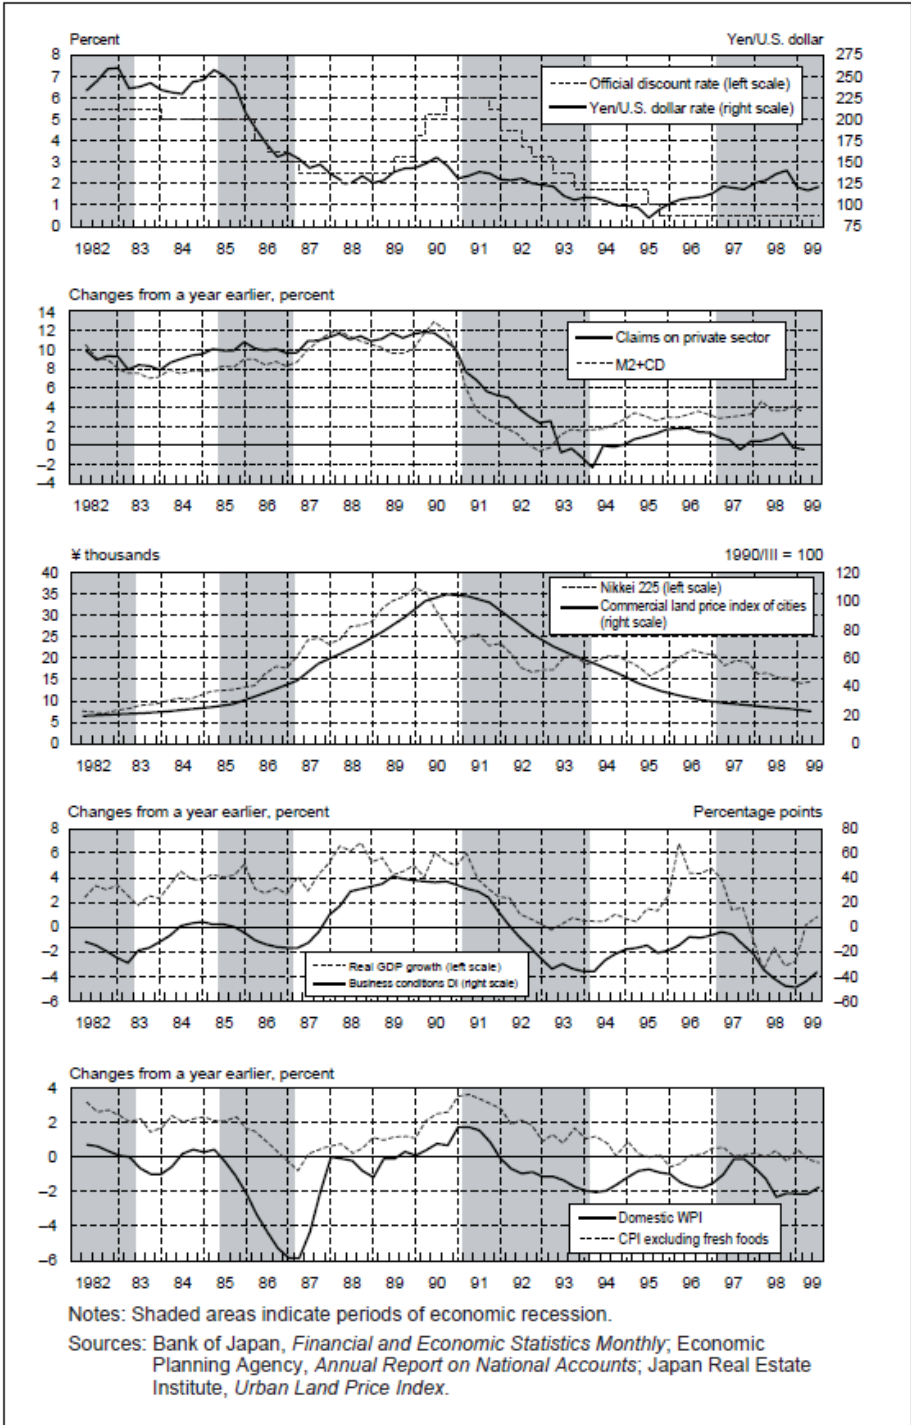 Percent Yen/U.S. dollar
8 275
7 250
6 225
5 200
4 175
3 150
2 125
1 100
0 75
Official discount rate (left scale)
Yen/U.S. dollar rate (right scale)
1982 83 84 85 86 87 88 89 90 91 92 93 94 95 96 97 98 99
Changes from a year earlier, percent
14
12
10
8
6
4
2
0
−2
−4
Claims on private sector
M2+CD
1982 83 84 85 86 87 88 89 90 91 92 93 94 95 96 97 98 99
¥ thousands 1990/III = 100
40 120
35
30 100
25 80
20 60
15
10 40
5 20
0 0
Nikkei 225 (left scale)
Commercial land price index of cities
(right scale)
1982 83 84 85 86 87 88 89 90 91 92 93 94 95 96 97 98 99
Changes from a year earlier, percent Percentage points
8 80
6 60
4 40
2 20
0 0
−2 −20
−4 −40
−6 −60
Real GDP growth (left scale)
Business conditions DI (right scale)
1982 83 84 85 86 87 88 89 90 91 92 93 94 95 96 97 98 99
Changes from a year earlier, percent
4
2
0
−2
−4
−6
Domestic WPI
CPI excluding fresh foods
1982 83 84 85 86 87 88 89 90 91 92 93 94 95 96 97 98 99
Notes: Shaded areas indicate periods of economic recession.
Sources: Bank of Japan, Financial and Economic Statistics Monthly; Economic
Planning Agency, Annual Report on National Accounts; Japan Real Estate
Institute, Urban Land Price Index.